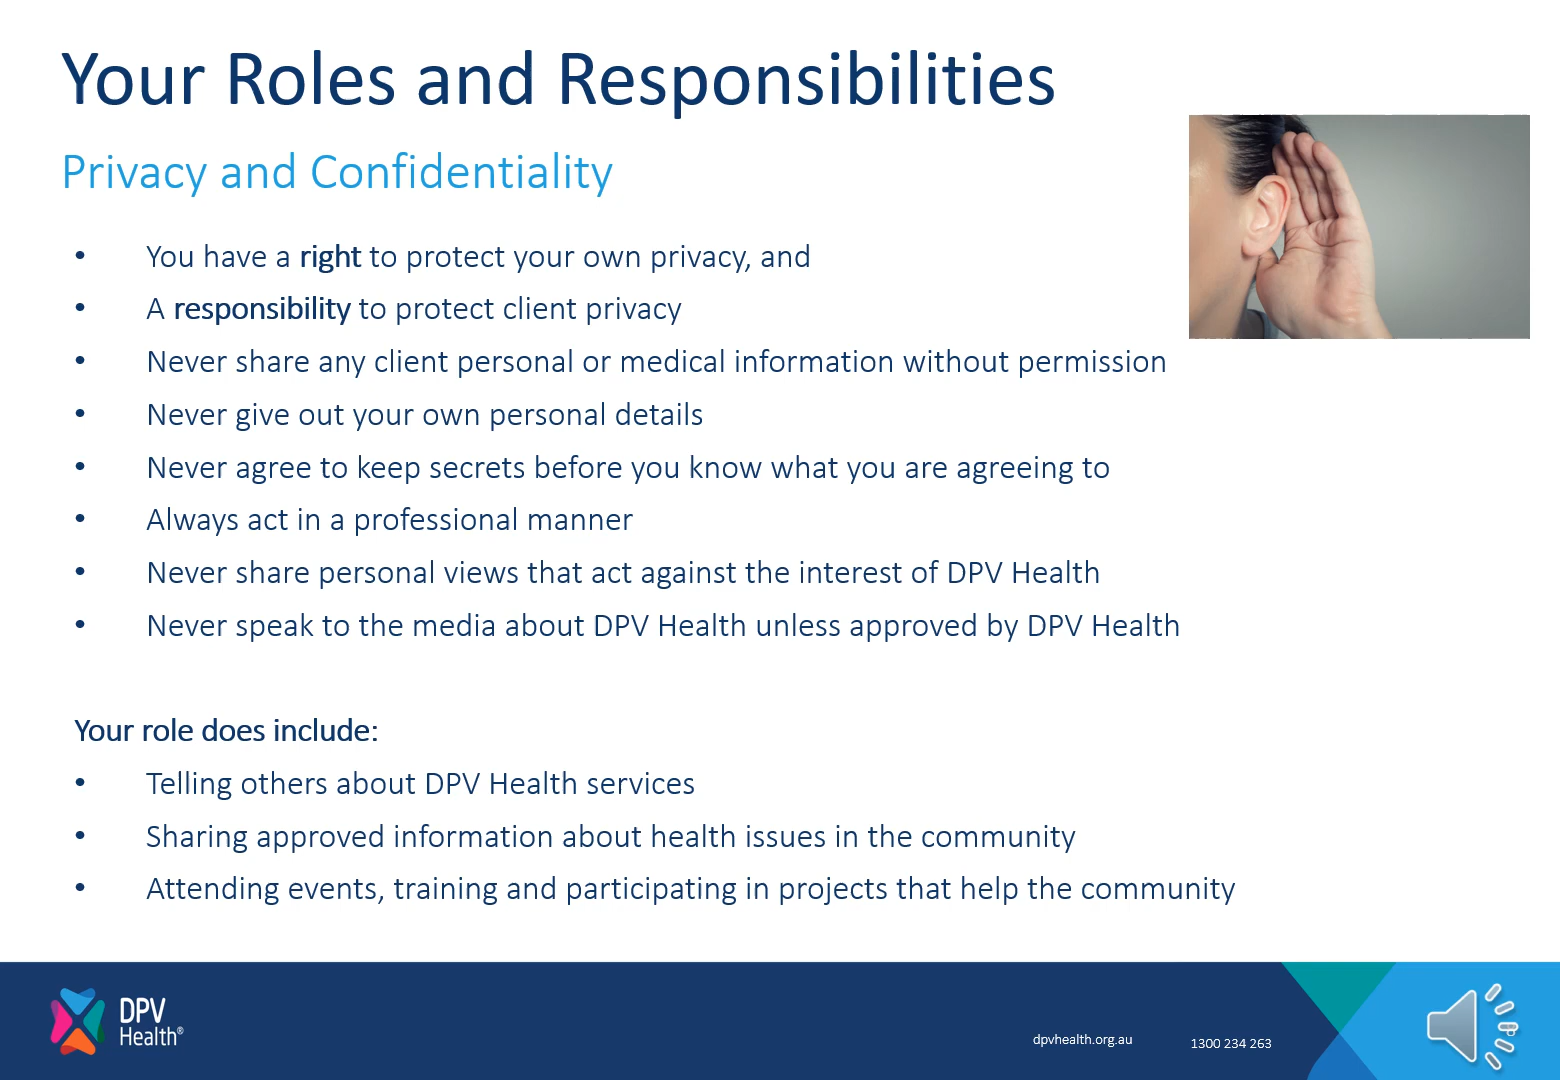 Your Roles and Responsibilities
Privacy and Confidentiality
• You have a right to protect your own privacy, and
• A responsibility to protect client privacy
• Never share any client personal or medical information without permission
• Never give out your own personal details
• Never agree to keep secrets before you know what you are agreeing to
• Always act in a professional manner
• Never share personal views that act against the interest of DPV Health
• Never speak to the media about DPV Health unless approved by DPV Health
Your role does include:
• Telling others about DPV Health services
• Sharing approved information about health issues in the community
• Attending events, training and participating in projects that help the community
DPV
Health®
dpvhealth.org.au
1300 234 263